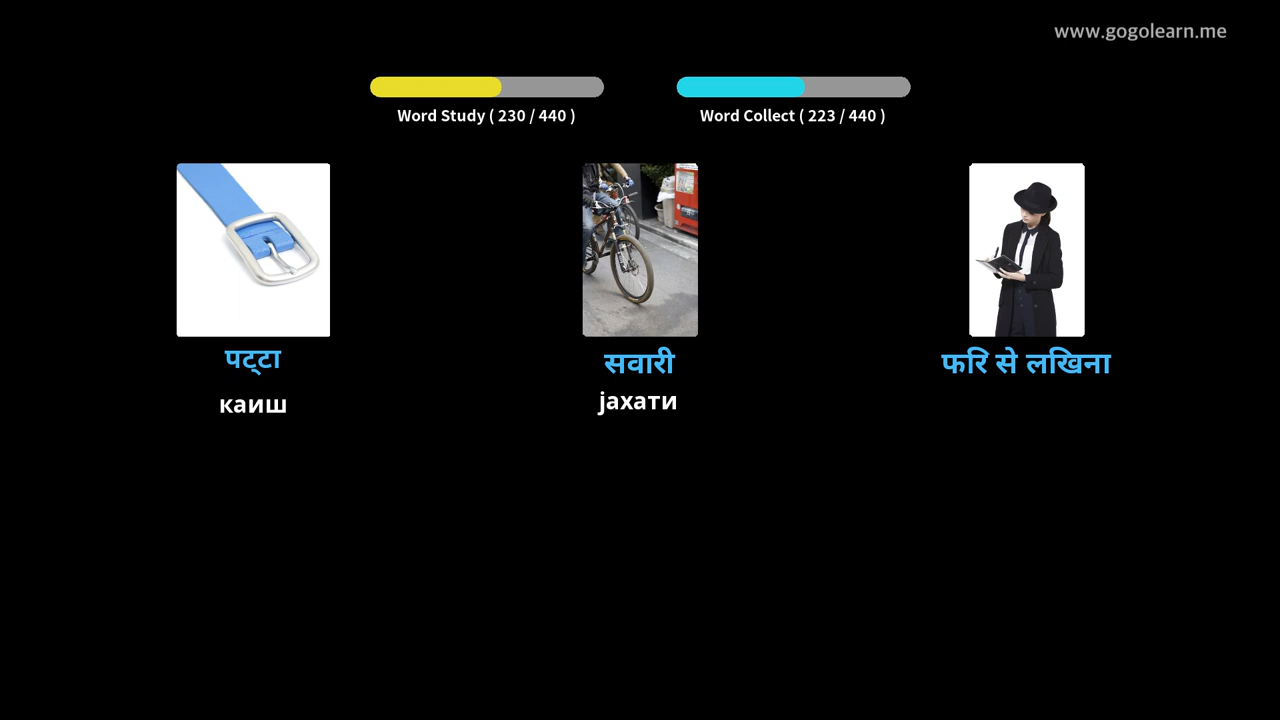 www.gogolearn.me
Word Study ( 230 / 440 )
Word Collect ( 223 / 440 )
पट्टा
सवारी
फरि से लखिना
каиш
јахати